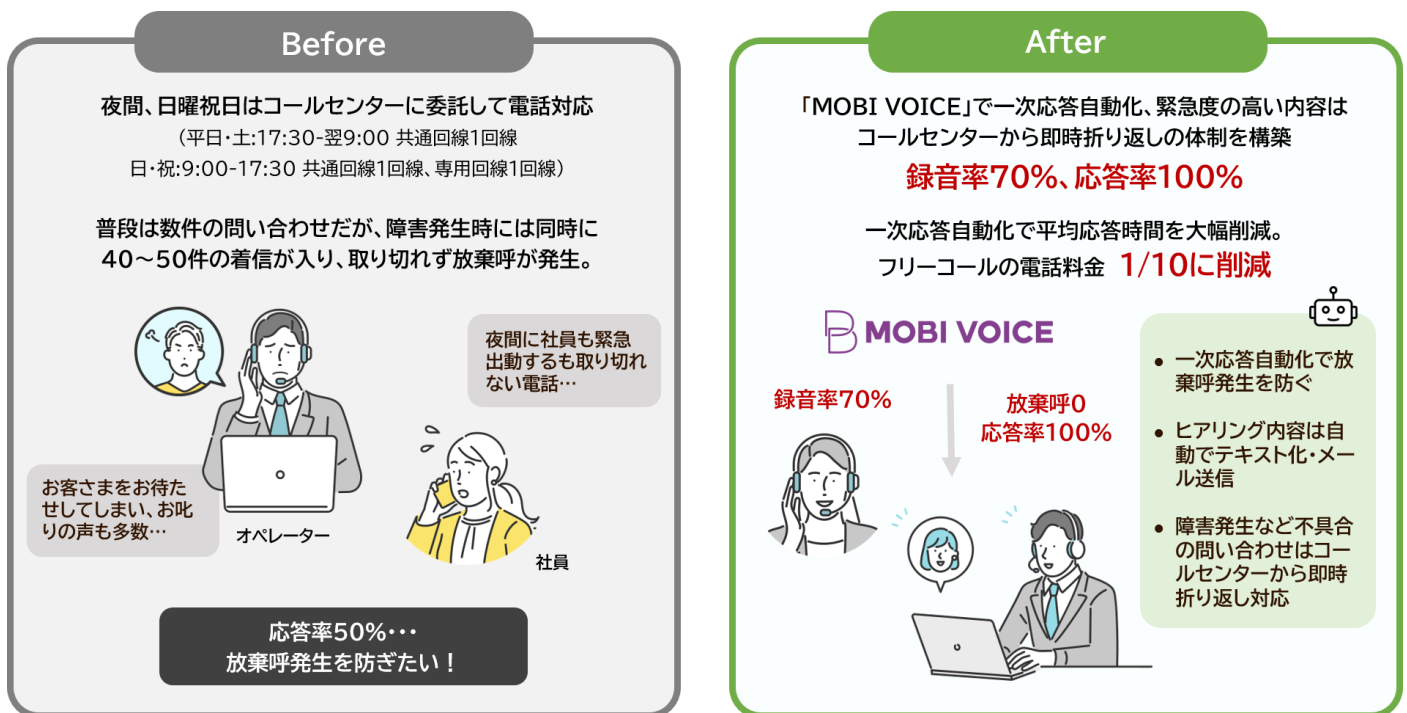 Before
夜間、日曜祝日はコールセンターに委託して電話対応
（平日・土:17:30-翌9:00 共通回線1回線
日・祝:9:00-17:30 共通回線1回線、専用回線1回線）
普段は数件の問い合わせだが、障害発生時には同時に
40～50件の着信が入り、取り切れず放棄呼が発生。
夜間に社員も緊急
出動するも取り切れ
ない電話…
お客さまをお待た
せしてしまい、お叱
りの声も多数…
オペレーター
社員
応答率50%･･･
放棄呼発生を防ぎたい！
After
「MOBI VOICE」で一次応答自動化、緊急度の高い内容は
コールセンターから即時折り返しの体制を構築
録音率70%、応答率100%
一次応答自動化で平均応答時間を大幅削減。
フリーコールの電話料金 1/10に削減
MOBI VOICE
録音率70%
放棄呼0
応答率100%
• 一次応答自動化で放
棄呼発生を防ぐ
• ヒアリング内容は自
動でテキスト化・メー
ル送信
• 障害発生など不具合
の問い合わせはコー
ルセンターから即時
折り返し対応